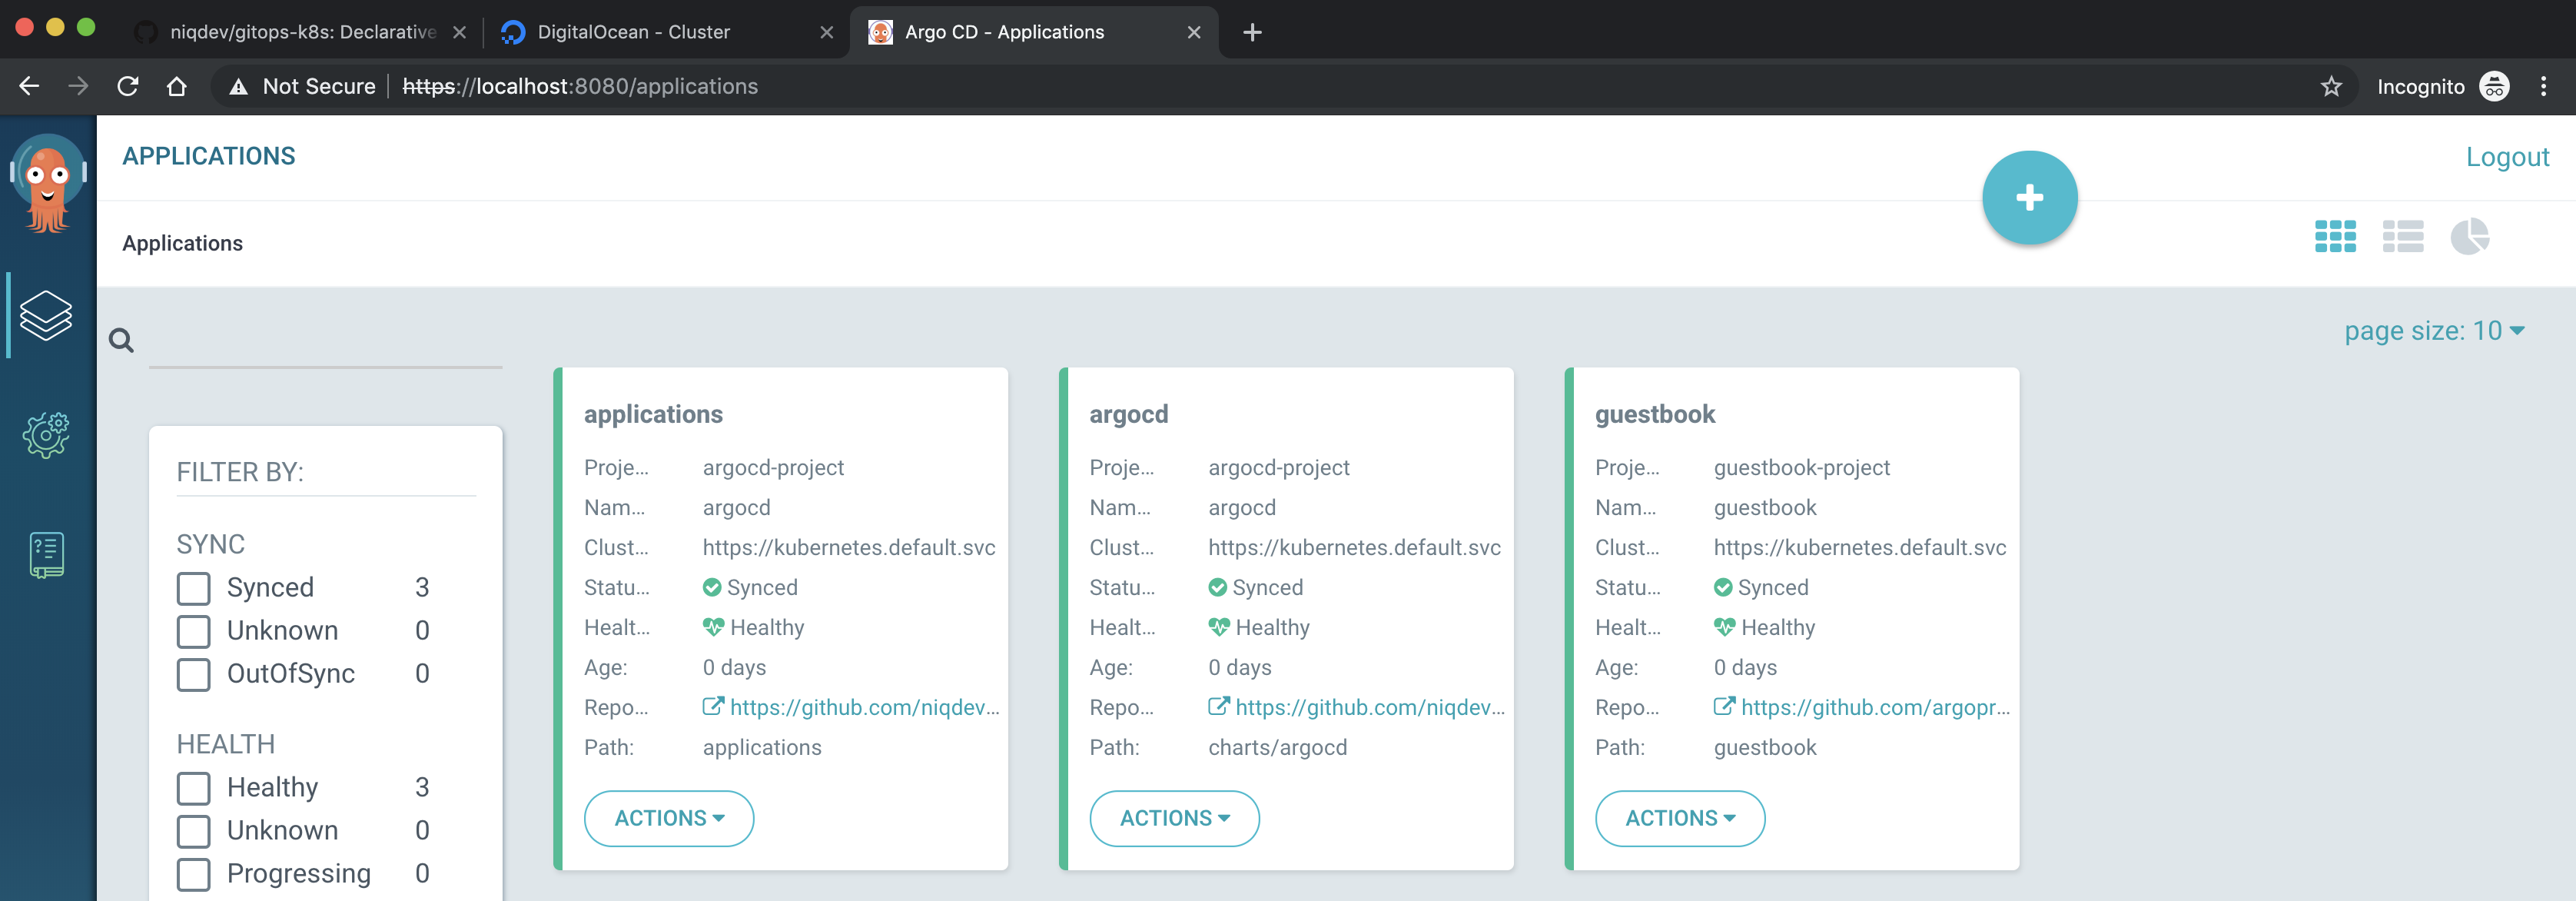 niqdev/gitops-k8s: Declarative
DigitalOcean - Cluster
Argo CD - Applications
Not Secure
https://localhost:8080/applications
Incognito
APPLICATIONS
Logout
Applications
page size: 10
FILTER BY:
SYNC
Synced 3
Unknown 0
OutOfSync 0
HEALTH
Healthy 3
Unknown 0
Progressing 0
applications
Proje... argocd-project
Nam... argocd
Clust... https://kubernetes.default.svc
Statu... Synced
Healt... Healthy
Age: 0 days
Repo... https://github.com/niqdev...
Path: applications
ACTIONS
argocd
Proje... argocd-project
Nam... argocd
Clust... https://kubernetes.default.svc
Statu... Synced
Healt... Healthy
Age: 0 days
Repo... https://github.com/niqdev...
Path: charts/argocd
ACTIONS
guestbook
Proje... guestbook-project
Nam... guestbook
Clust... https://kubernetes.default.svc
Statu... Synced
Healt... Healthy
Age: 0 days
Repo... https://github.com/argopr...
Path: guestbook
ACTIONS